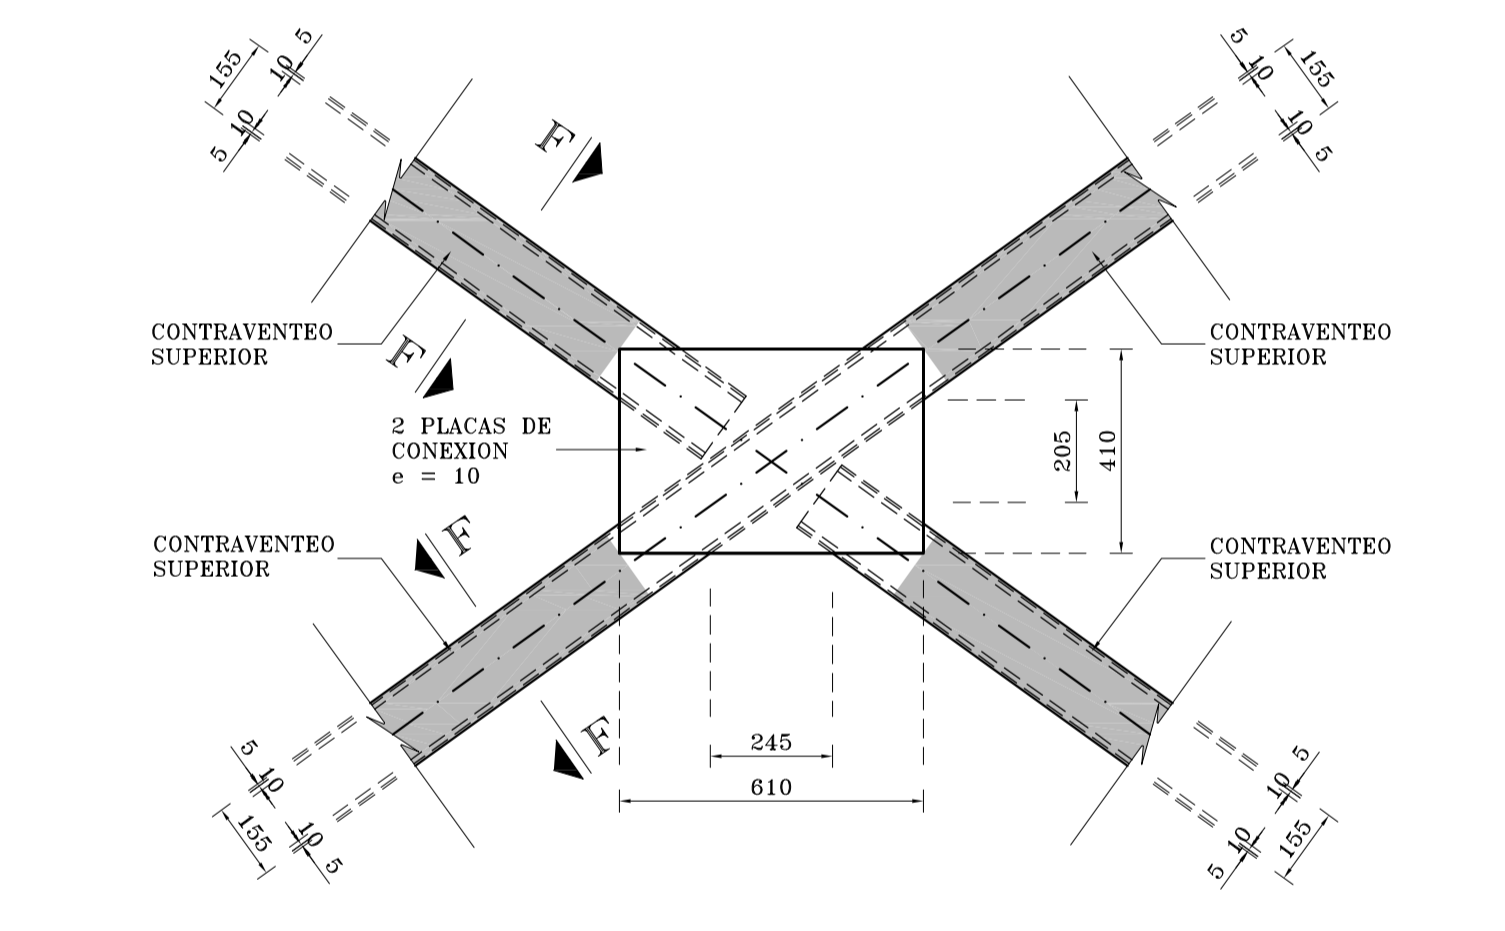 5
155
10
10
5
F
5
10
155
10
5
CONTRAVENTEO
SUPERIOR
F
CONTRAVENTEO
SUPERIOR
2 PLACAS DE
CONEXION
e = 10
205
410
CONTRAVENTEO
SUPERIOR
F
CONTRAVENTEO
SUPERIOR
F
245
610
5
10
155
10
5
5
10
10
155
5